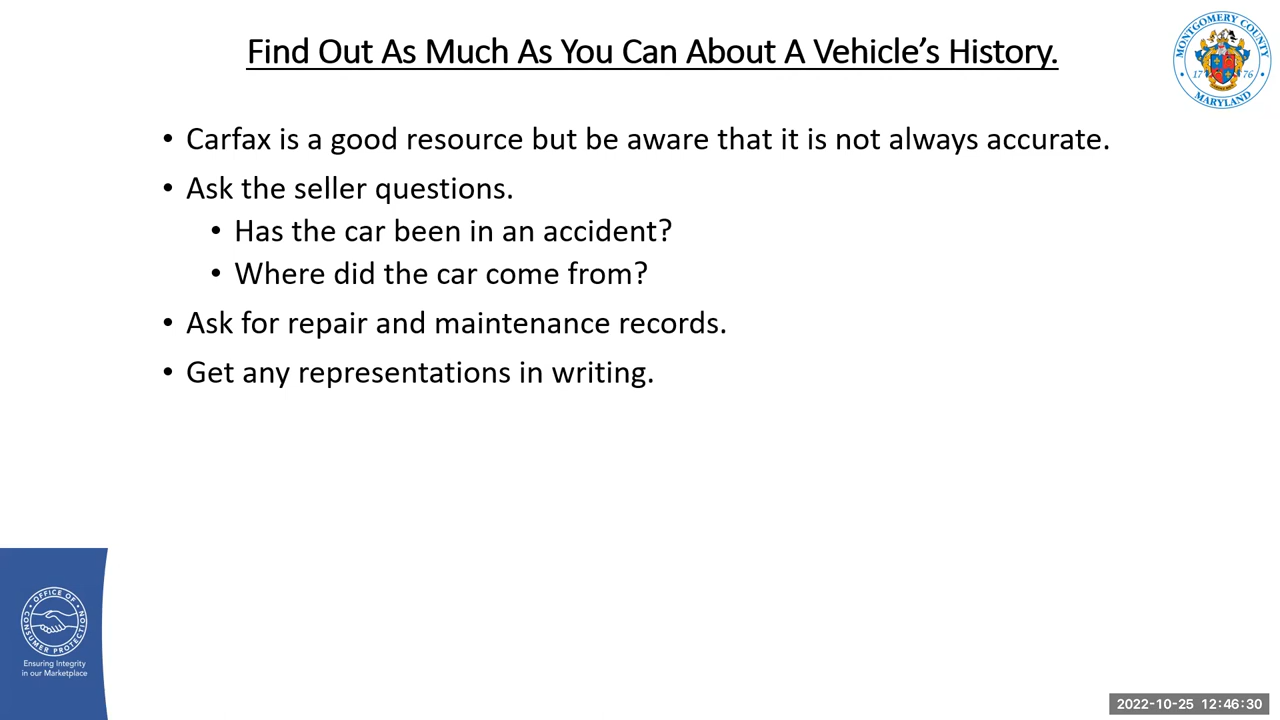 Find Out As Much As You Can About A Vehicle’s History.
MONTGOMERY COUNTY
17 76
MARYLAND
• Carfax is a good resource but be aware that it is not always accurate.
• Ask the seller questions.
• Has the car been in an accident?
• Where did the car come from?
• Ask for repair and maintenance records.
• Get any representations in writing.
OFFICE OF
CONSUMER PROTECTION
Ensuring Integrity
in our Marketplace
2022-10-25 12:46:30